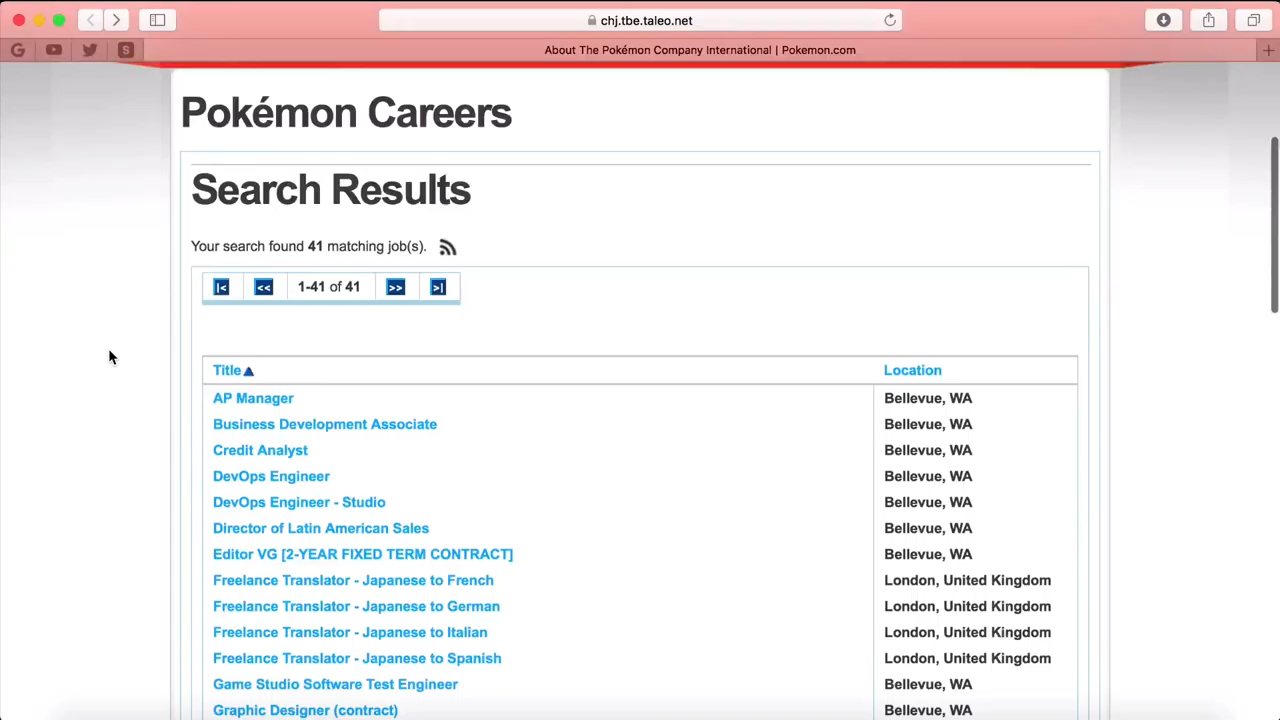 chj.tbe.taleo.net
About The Pokémon Company International | Pokemon.com
Pokémon Careers
Search Results
Your search found 41 matching job(s).
|< << 1-41 of 41 >> >|
Title Location
AP Manager Bellevue, WA
Business Development Associate Bellevue, WA
Credit Analyst Bellevue, WA
DevOps Engineer Bellevue, WA
DevOps Engineer - Studio Bellevue, WA
Director of Latin American Sales Bellevue, WA
Editor VG [2-YEAR FIXED TERM CONTRACT] Bellevue, WA
Freelance Translator - Japanese to French London, United Kingdom
Freelance Translator - Japanese to German London, United Kingdom
Freelance Translator - Japanese to Italian London, United Kingdom
Freelance Translator - Japanese to Spanish London, United Kingdom
Game Studio Software Test Engineer Bellevue, WA
Graphic Designer (contract) Bellevue, WA